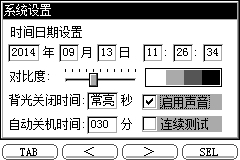 系统设置
时间日期设置
2014 年 09 月 13 日 11 : 26 : 34
对比度:
背光关闭时间: 常亮 秒 启用声音
自动关机时间: 030 分 连续测试
TAB < > SEL